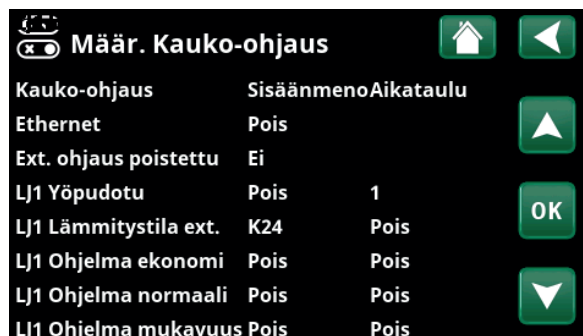 Määr. Kauko-ohjaus
Kauko-ohjaus Sisäänmeno Aikataulu
Ethernet Pois
Ext. ohjaus poistettu Ei
LJ1 Yöpudotu Pois 1
LJ1 Lämmitystila ext. K24 Pois
LJ1 Ohjelma ekonomi Pois Pois
LJ1 Ohjelma normaali Pois Pois
LJ1 Ohjelma mukavuus Pois Pois
OK